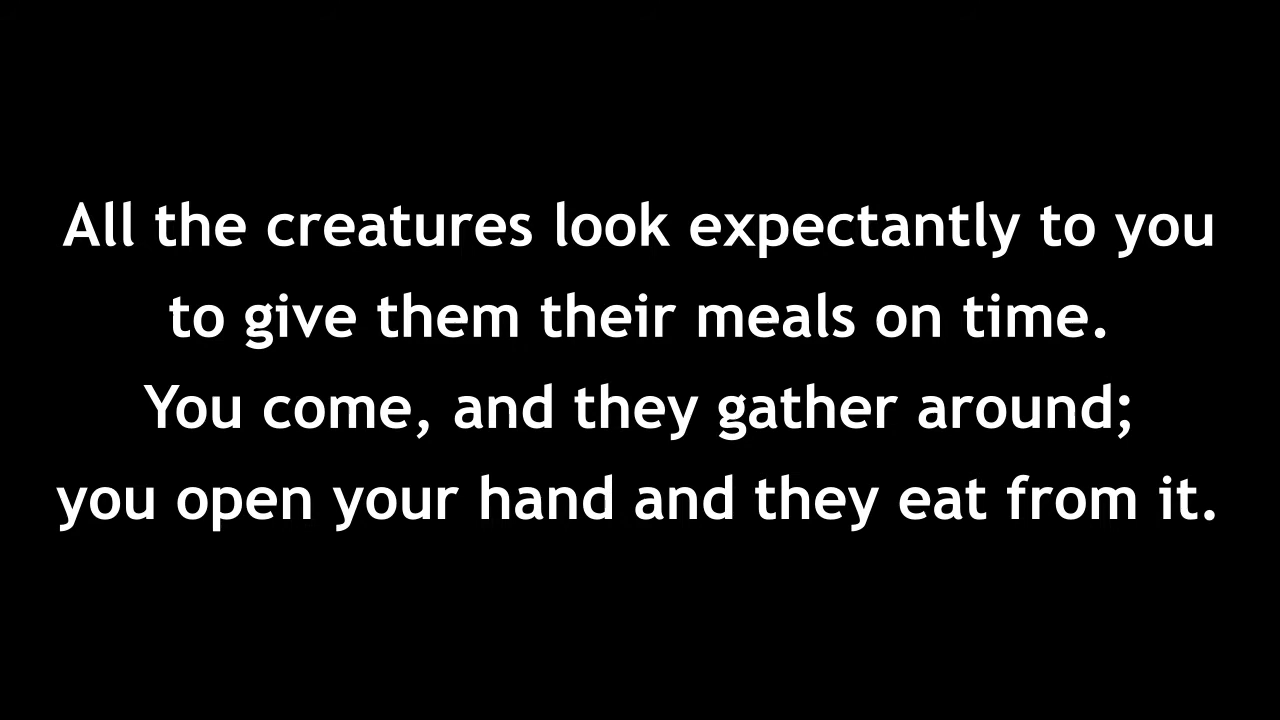 All the creatures look expectantly to you
to give them their meals on time.
You come, and they gather around;
you open your hand and they eat from it.